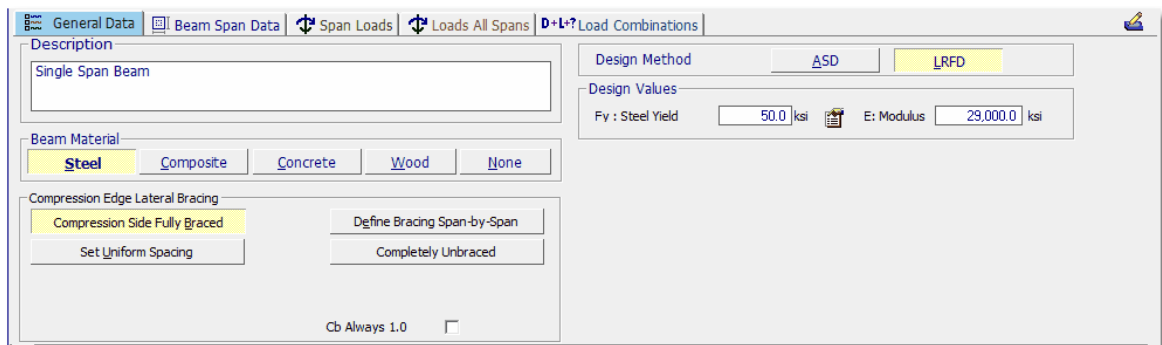 General Data Beam Span Data Span Loads Loads All Spans D+L+? Load Combinations
Description
Single Span Beam
Design Method ASD LRFD
Design Values
Fy : Steel Yield 50.0 ksi E: Modulus 29,000.0 ksi
Beam Material
Steel Composite Concrete Wood None
Compression Edge Lateral Bracing
Compression Side Fully Braced Define Bracing Span-by-Span
Set Uniform Spacing Completely Unbraced
Cb Always 1.0